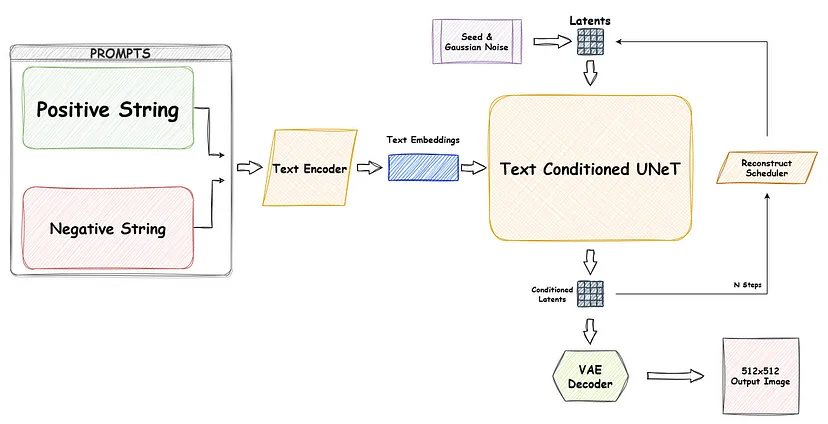 PROMPTS
Positive String
Negative String
Text Encoder
Text Embeddings
Seed &
Gaussian Noise
Latents
Text Conditioned UNeT
Reconstruct
Scheduler
Conditioned
Latents
N Steps
VAE
Decoder
512x512
Output Image